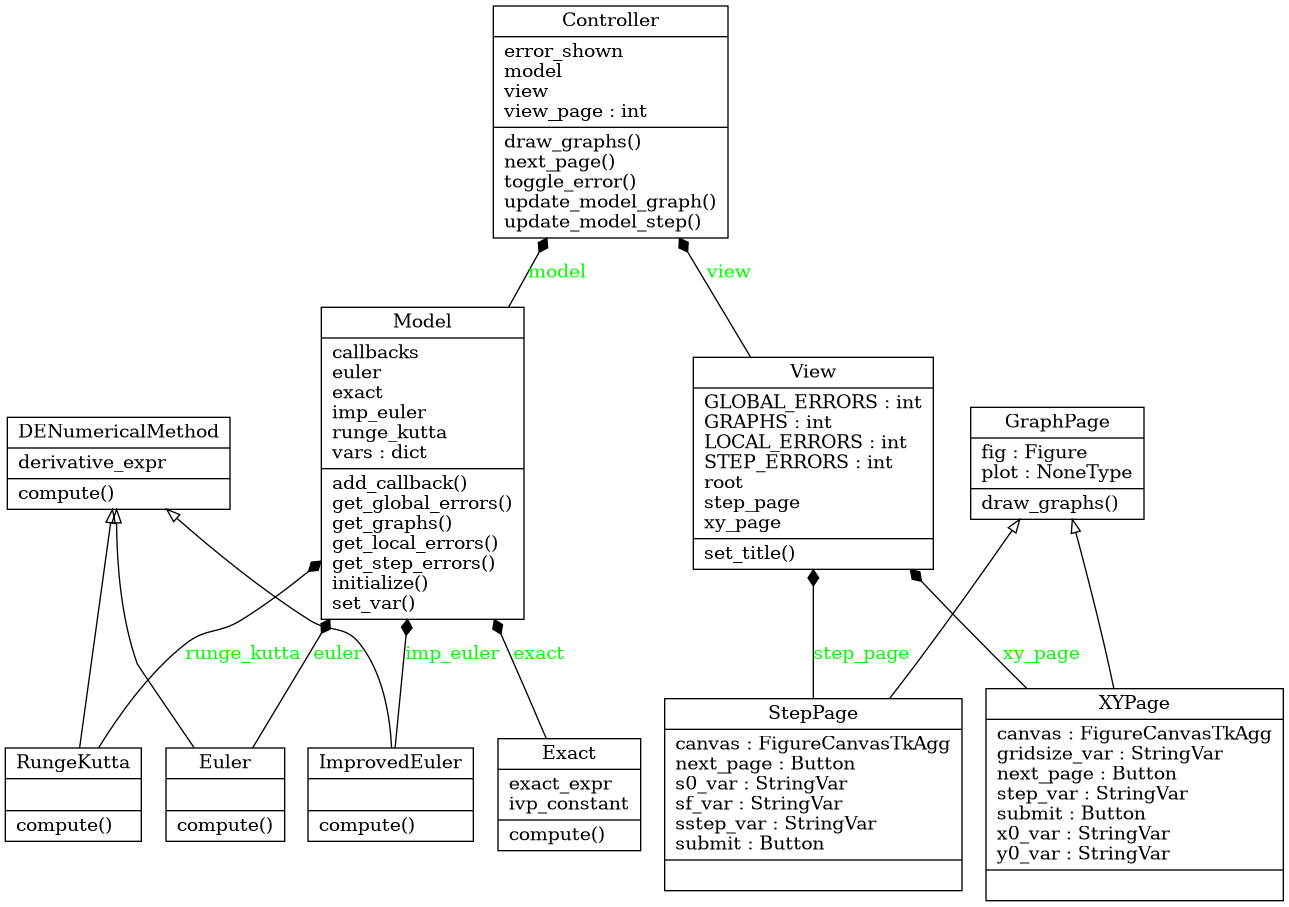 Controller
error_shown
model
view
view_page : int
draw_graphs()
next_page()
toggle_error()
update_model_graph()
update_model_step()
model
view
Model
callbacks
euler
exact
imp_euler
runge_kutta
vars : dict
add_callback()
get_global_errors()
get_graphs()
get_local_errors()
get_step_errors()
initialize()
set_var()
View
GLOBAL_ERRORS : int
GRAPHS : int
LOCAL_ERRORS : int
STEP_ERRORS : int
root
step_page
xy_page
set_title()
DENumericalMethod
derivative_expr
compute()
GraphPage
fig : Figure
plot : NoneType
draw_graphs()
runge_kutta
euler
imp_euler
exact
step_page
xy_page
RungeKutta
compute()
Euler
compute()
ImprovedEuler
compute()
Exact
exact_expr
ivp_constant
compute()
StepPage
canvas : FigureCanvasTkAgg
next_page : Button
s0_var : StringVar
sf_var : StringVar
sstep_var : StringVar
submit : Button
XYPage
canvas : FigureCanvasTkAgg
gridsize_var : StringVar
next_page : Button
step_var : StringVar
submit : Button
x0_var : StringVar
y0_var : StringVar